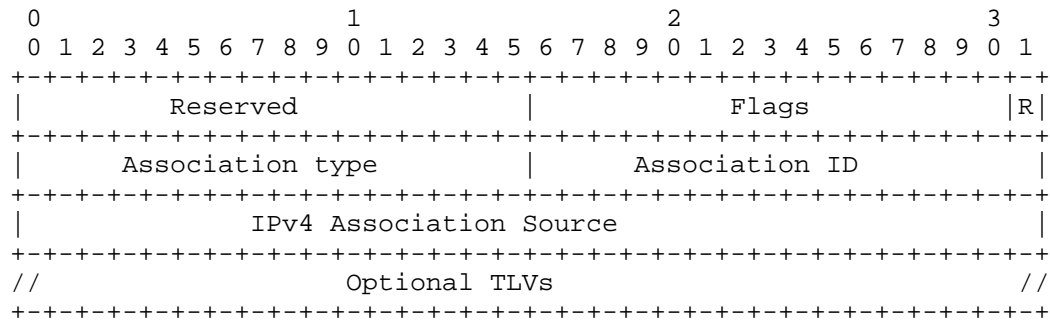 0                   1                   2                   3
 0 1 2 3 4 5 6 7 8 9 0 1 2 3 4 5 6 7 8 9 0 1 2 3 4 5 6 7 8 9 0 1
+-+-+-+-+-+-+-+-+-+-+-+-+-+-+-+-+-+-+-+-+-+-+-+-+-+-+-+-+-+-+-+-+
|         Reserved              |            Flags            |R|
+-+-+-+-+-+-+-+-+-+-+-+-+-+-+-+-+-+-+-+-+-+-+-+-+-+-+-+-+-+-+-+-+
|      Association type         |      Association ID           |
+-+-+-+-+-+-+-+-+-+-+-+-+-+-+-+-+-+-+-+-+-+-+-+-+-+-+-+-+-+-+-+-+
|              IPv4 Association Source                          |
+-+-+-+-+-+-+-+-+-+-+-+-+-+-+-+-+-+-+-+-+-+-+-+-+-+-+-+-+-+-+-+-+
//                   Optional TLVs                             //
+-+-+-+-+-+-+-+-+-+-+-+-+-+-+-+-+-+-+-+-+-+-+-+-+-+-+-+-+-+-+-+-+